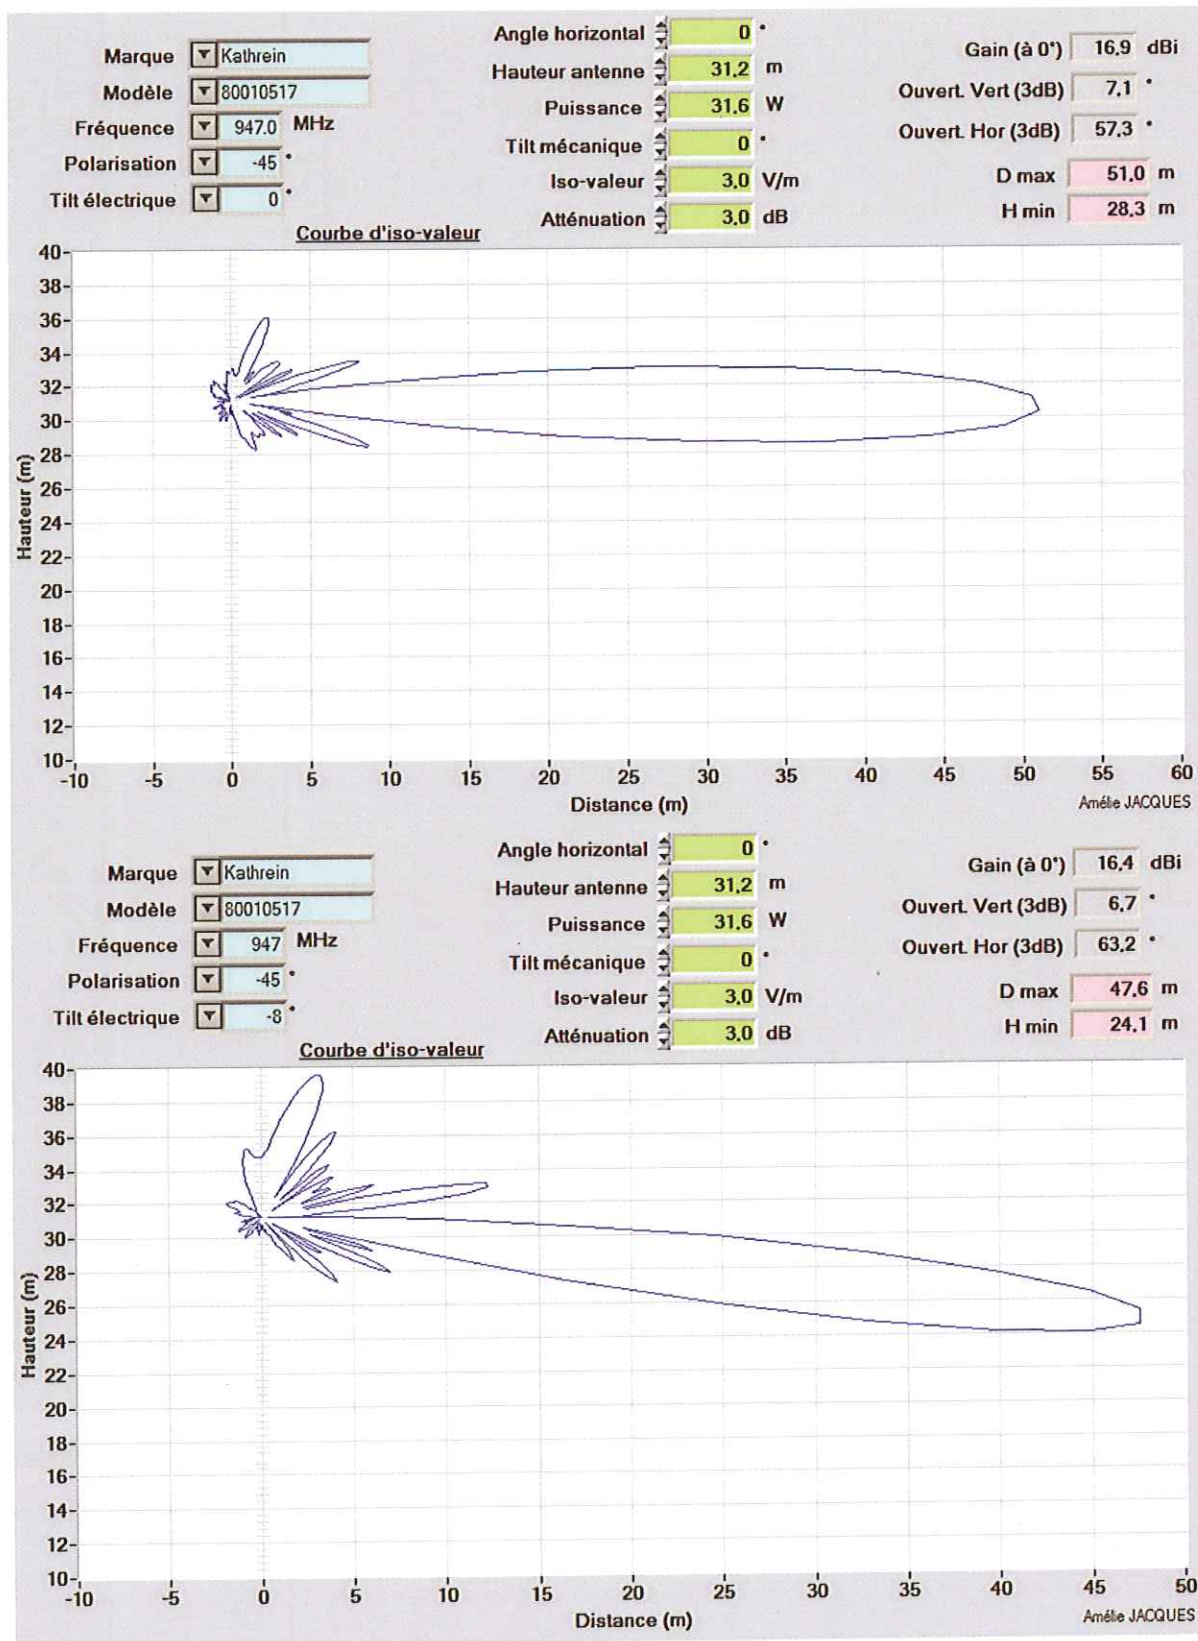 Marque Kathrein
Modèle 80010517
Fréquence 947.0 MHz
Polarisation -45 °
Tilt électrique 0 °
Angle horizontal 0 °
Hauteur antenne 31,2 m
Puissance 31,6 W
Tilt mécanique 0 °
Iso-valeur 3,0 V/m
Atténuation 3,0 dB
Gain (à 0°) 16,9 dBi
Ouvert. Vert (3dB) 7,1 °
Ouvert. Hor (3dB) 57,3 °
D max 51,0 m
H min 28,3 m
Courbe d'iso-valeur
Hauteur (m)
40-
38-
36-
34-
32-
30-
28-
26-
24-
22-
20-
18-
16-
14-
12-
10-
-10 -5 0 5 10 15 20 25 30 35 40 45 50 55 60
Distance (m)
Amélie JACQUES
Marque Kathrein
Modèle 80010517
Fréquence 947 MHz
Polarisation -45 °
Tilt électrique -8 °
Angle horizontal 0 °
Hauteur antenne 31,2 m
Puissance 31,6 W
Tilt mécanique 0 °
Iso-valeur 3,0 V/m
Atténuation 3,0 dB
Gain (à 0°) 16,4 dBi
Ouvert. Vert (3dB) 6,7 °
Ouvert. Hor (3dB) 63,2 °
D max 47,6 m
H min 24,1 m
Courbe d'iso-valeur
Hauteur (m)
40-
38-
36-
34-
32-
30-
28-
26-
24-
22-
20-
18-
16-
14-
12-
10-
-10 -5 0 5 10 15 20 25 30 35 40 45 50
Distance (m)
Amélie JACQUES